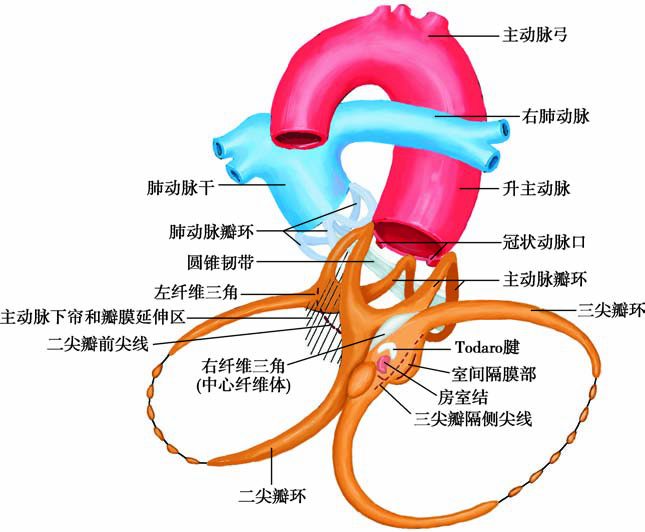 主动脉弓
右肺动脉
肺动脉干
升主动脉
肺动脉瓣环
冠状动脉口
圆锥韧带
主动脉瓣环
左纤维三角
三尖瓣环
主动脉下帘和瓣膜延伸区
二尖瓣前尖线
Todaro腱
右纤维三角
(中心纤维体)
室间隔膜部
房室结
三尖瓣隔侧尖线
二尖瓣环